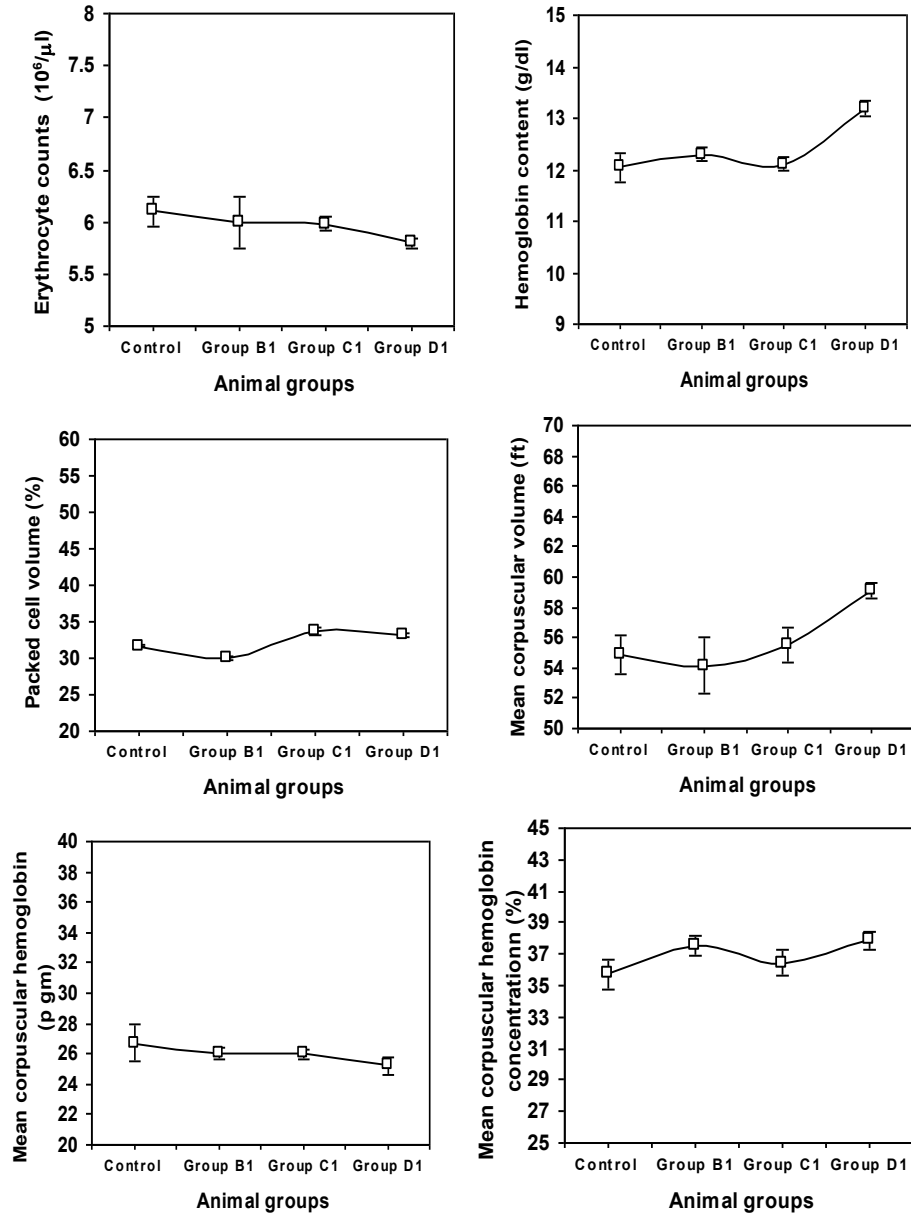 Erythrocyte counts (10⁶/µl)
8
7.5
7
6.5
6
5.5
5
Control Group B1 Group C1 Group D1
Animal groups
Hemoglobin content (g/dl)
15
14
13
12
11
10
9
Control Group B1 Group C1 Group D1
Animal groups
Packed cell volume (%)
60
55
50
45
40
35
30
25
20
Control Group B1 Group C1 Group D1
Animal groups
Mean corpuscular volume (ft)
70
68
66
64
62
60
58
56
54
52
50
Control Group B1 Group C1 Group D1
Animal groups
Mean corpuscular hemoglobin
(p gm)
40
38
36
34
32
30
28
26
24
22
20
Control Group B1 Group C1 Group D1
Animal groups
Mean corpuscular hemoglobin
concentrationn (%)
45
43
41
39
37
35
33
31
29
27
25
Control Group B1 Group C1 Group D1
Animal groups